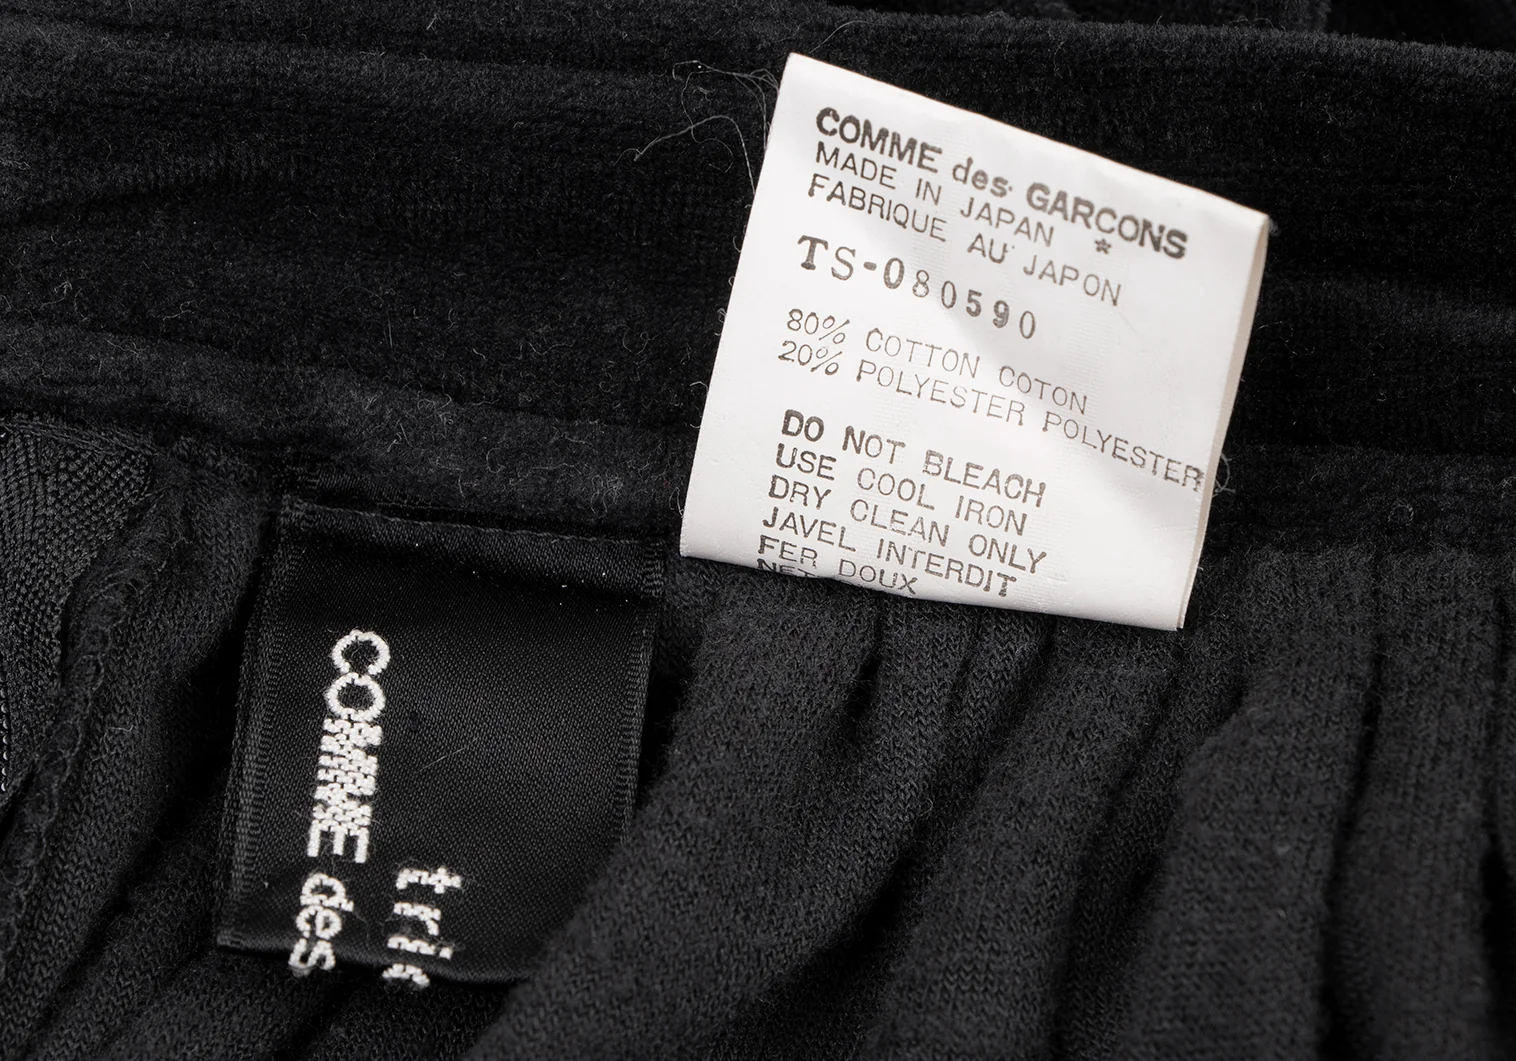 COMME des GARCONS
MADE IN JAPAN *
FABRIQUE AU JAPON
TS-080590
80% COTTON COTON
20% POLYESTER POLYESTER
DO NOT BLEACH
USE COOL IRON
DRY CLEAN ONLY
JAVEL INTERDIT
FER DOUX
COMME des